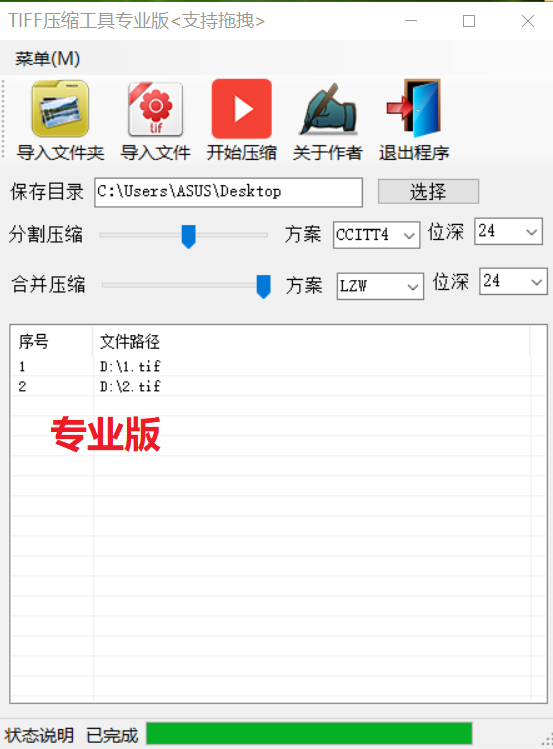 TIFF压缩工具专业版<支持拖拽>
菜单(M)
tif
导入文件夹 导入文件 开始压缩 关于作者 退出程序
保存目录 C:\Users\ASUS\Desktop 选择
分割压缩 方案 CCITT4 位深 24
合并压缩 方案 LZW 位深 24
序号 文件路径
1 D:\1.tif
2 D:\2.tif
专业版
状态说明 已完成